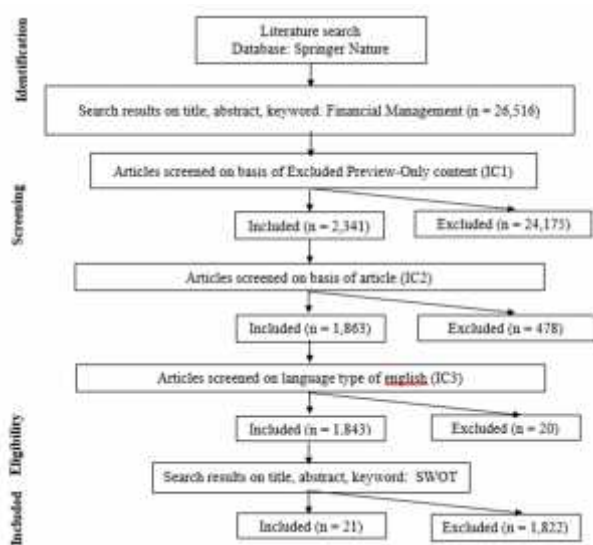 Identification
Literature search
Database: Springer Nature
Search results on title, abstract, keyword: Financial Management (n = 26,516)
Screening
Articles screened on basis of Excluded Preview-Only content (IC1)
Included (n = 2,341)
Excluded (n = 24,175)
Articles screened on basis of article (IC2)
Included (n = 1,863)
Excluded (n = 478)
Articles screened on language type of english (IC3)
Eligibility
Included (n = 1.843)
Excluded (n = 20)
Search results on title, abstract, keyword: SWOT
Included
Included (n = 21)
Excluded (n = 1,822)